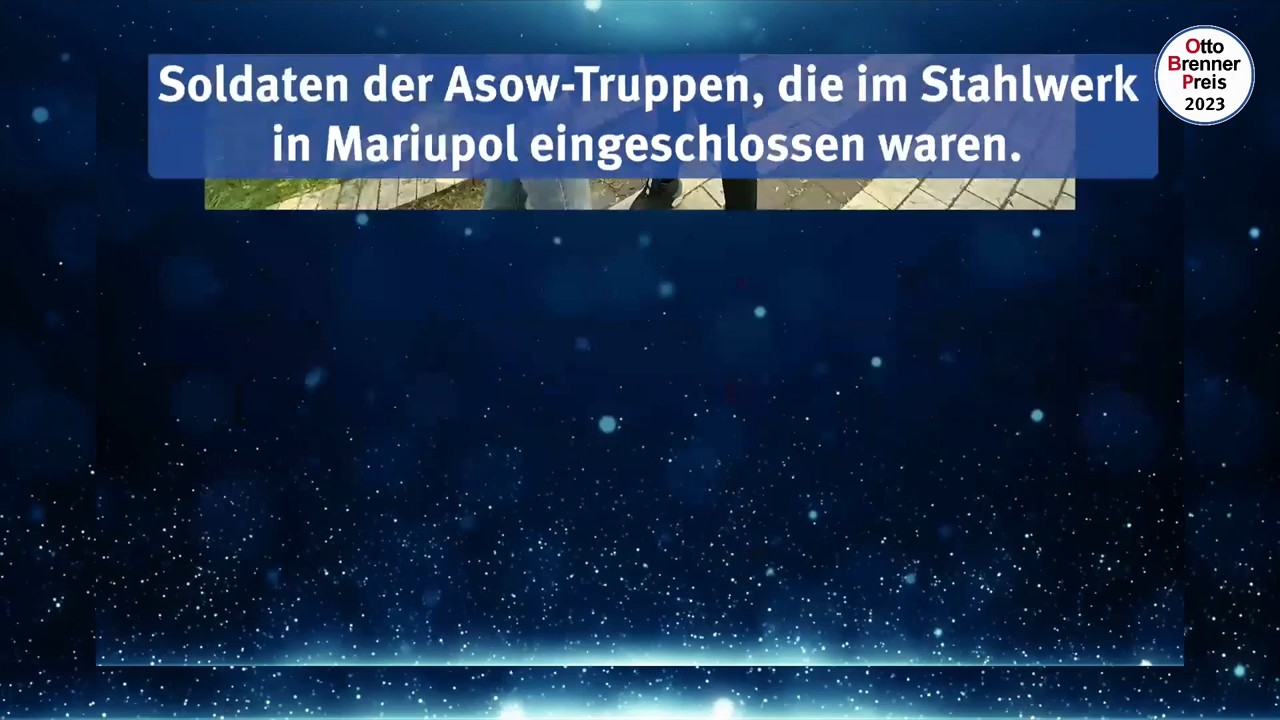 Soldaten der Asow-Truppen, die im Stahlwerk
in Mariupol eingeschlossen waren.
Otto
Brenner
Preis
2023